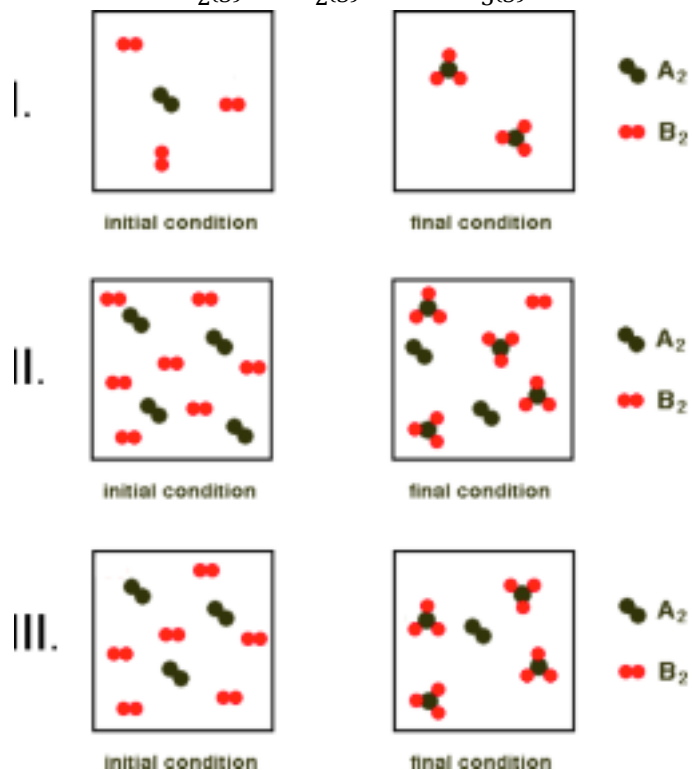 I.
A₂
B₂
initial condition
final condition
II.
A₂
B₂
initial condition
final condition
III.
A₂
B₂
initial condition
final condition